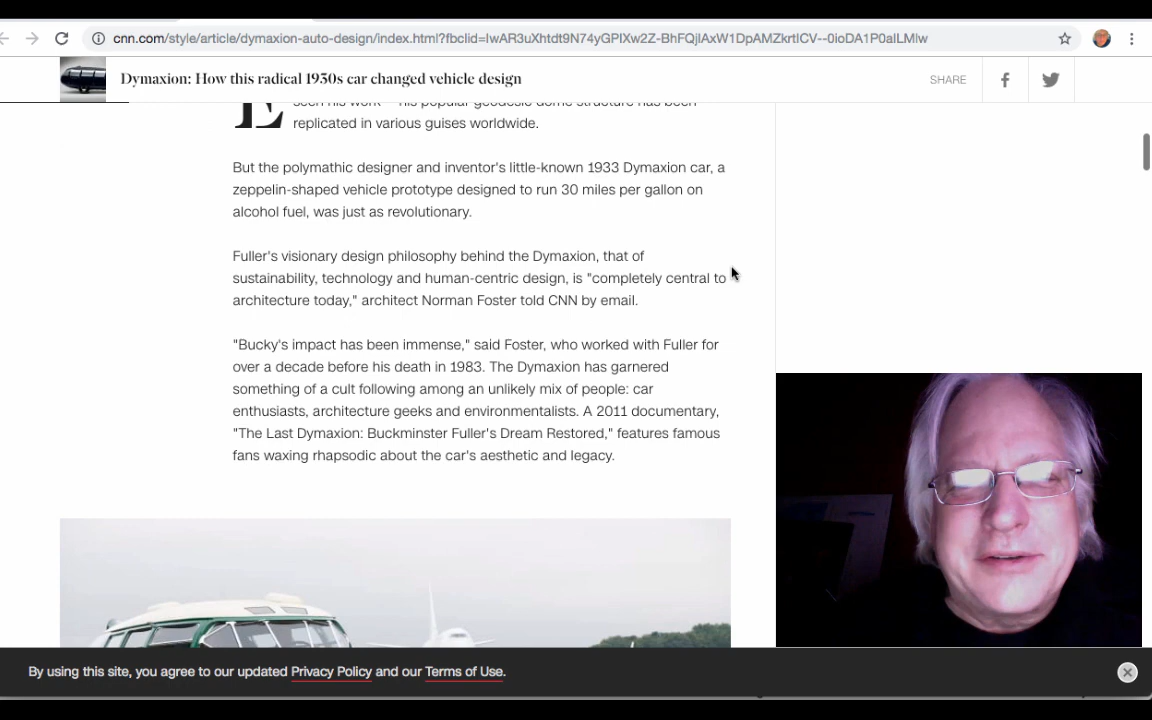 cnn.com/style/article/dymaxion-auto-design/index.html?fbclid=IwAR3uXhtdt9N74yGPIXw2Z-BhFQjlAxW1DpAMZkrtlCV--0ioDA1P0alLMlw
Dymaxion: How this radical 1930s car changed vehicle design
SHARE
seen his work – his popular geodesic dome structure has been
replicated in various guises worldwide.
But the polymathic designer and inventor's little-known 1933 Dymaxion car, a
zeppelin-shaped vehicle prototype designed to run 30 miles per gallon on
alcohol fuel, was just as revolutionary.
Fuller's visionary design philosophy behind the Dymaxion, that of
sustainability, technology and human-centric design, is "completely central to
architecture today," architect Norman Foster told CNN by email.
"Bucky's impact has been immense," said Foster, who worked with Fuller for
over a decade before his death in 1983. The Dymaxion has garnered
something of a cult following among an unlikely mix of people: car
enthusiasts, architecture geeks and environmentalists. A 2011 documentary,
"The Last Dymaxion: Buckminster Fuller's Dream Restored," features famous
fans waxing rhapsodic about the car's aesthetic and legacy.
By using this site, you agree to our updated Privacy Policy and our Terms of Use.